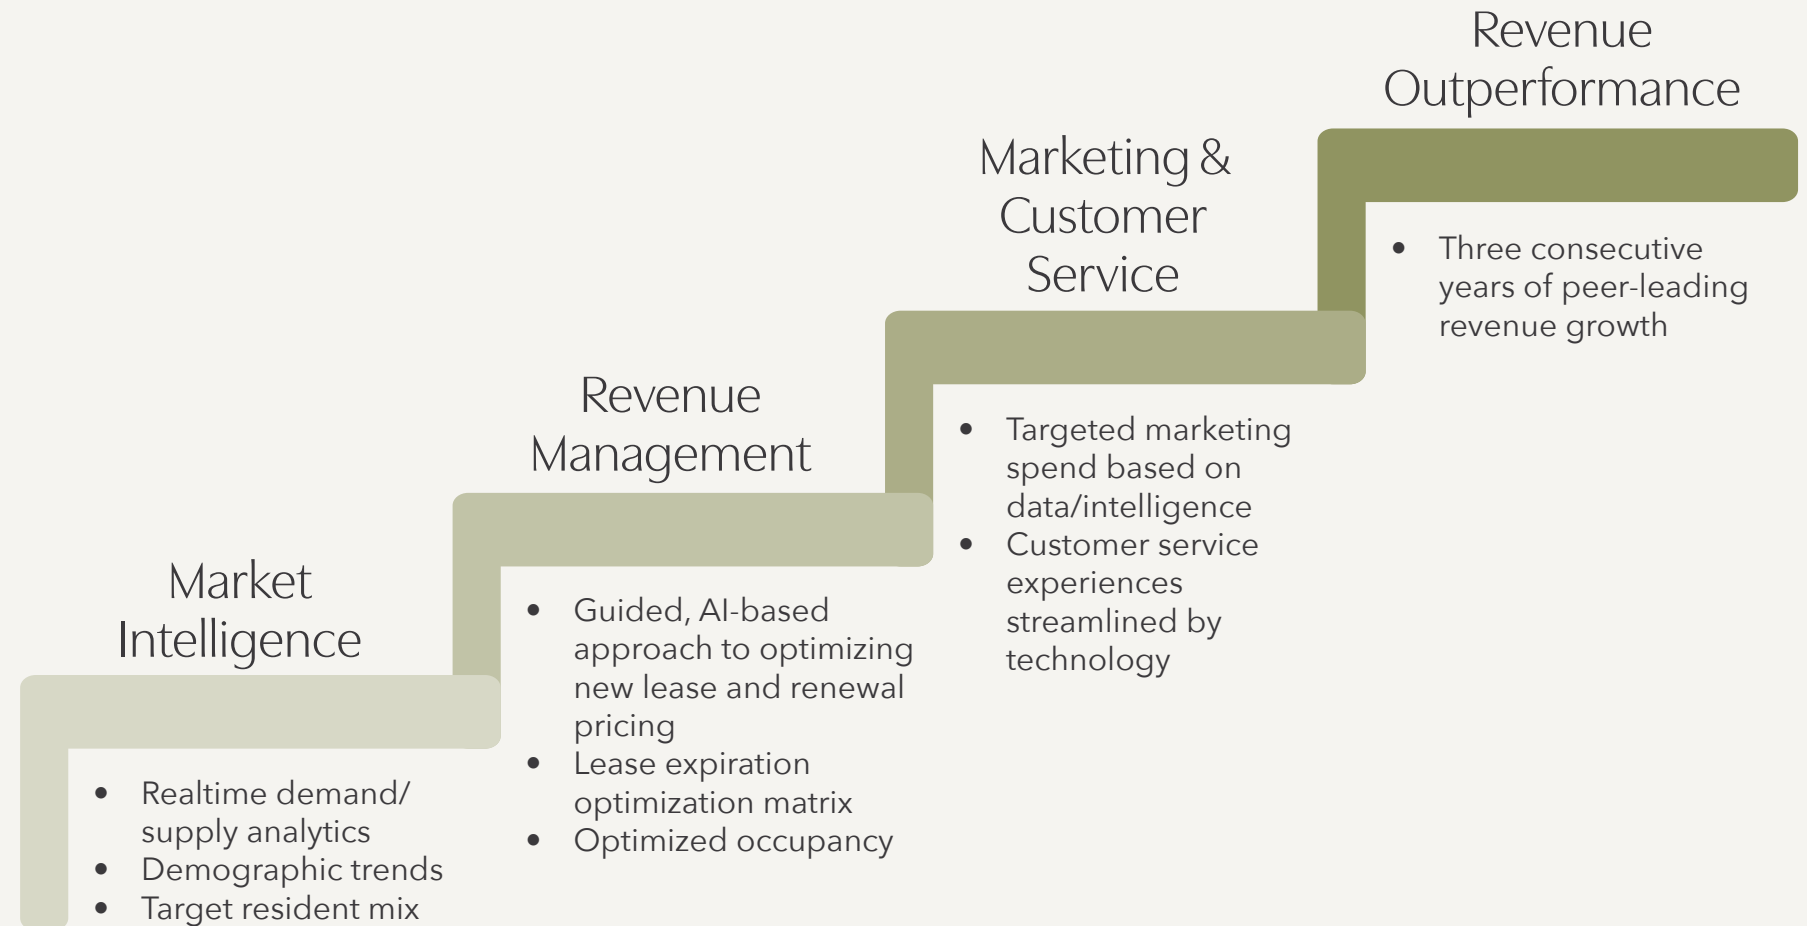 Market
Intelligence
• Realtime demand/
supply analytics
• Demographic trends
• Target resident mix
Revenue
Management
• Guided, AI-based
approach to optimizing
new lease and renewal
pricing
• Lease expiration
optimization matrix
• Optimized occupancy
Marketing &
Customer
Service
• Targeted marketing
spend based on
data/intelligence
• Customer service
experiences
streamlined by
technology
Revenue
Outperformance
• Three consecutive
years of peer-leading
revenue growth